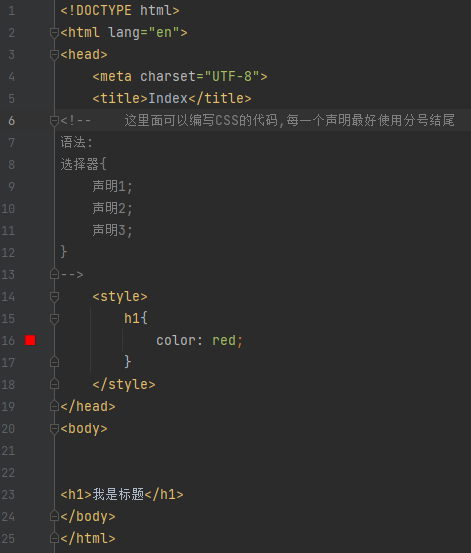 1 <!DOCTYPE html>
2 <html lang="en">
3 <head>
4     <meta charset="UTF-8">
5     <title>Index</title>
6 <!--    这里面可以编写CSS的代码,每一个声明最好使用分号结尾
7 语法:
8 选择器{
9     声明1;
10     声明2;
11     声明3;
12 }
13 -->
14     <style>
15         h1{
16             color: red;
17         }
18     </style>
19 </head>
20 <body>
21
22
23 <h1>我是标题</h1>
24 </body>
25 </html>